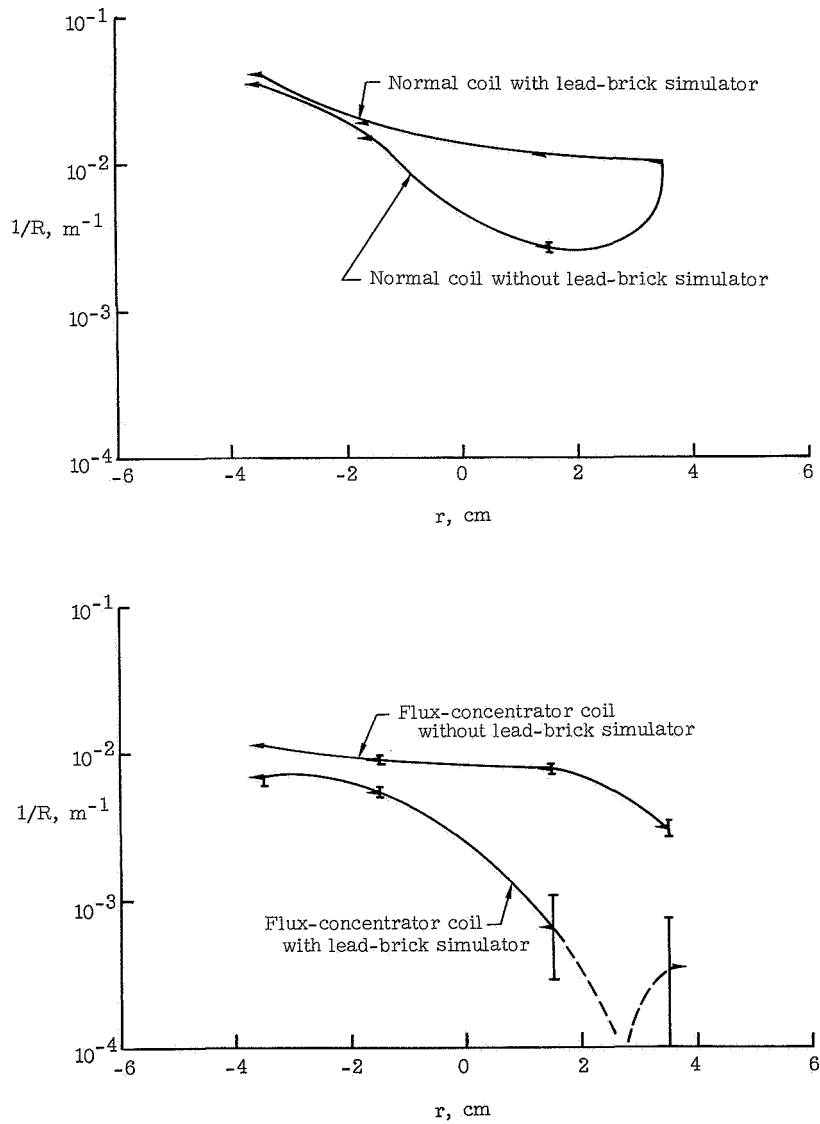 10⁻¹
Normal coil with lead-brick simulator
10⁻²
1/R, m⁻¹
Normal coil without lead-brick simulator
10⁻³
10⁻⁴
-6 -4 -2 0 2 4 6
r, cm
10⁻¹
Flux-concentrator coil
without lead-brick simulator
10⁻²
1/R, m⁻¹
10⁻³
Flux-concentrator coil
with lead-brick simulator
10⁻⁴
-6 -4 -2 0 2 4 6
r, cm